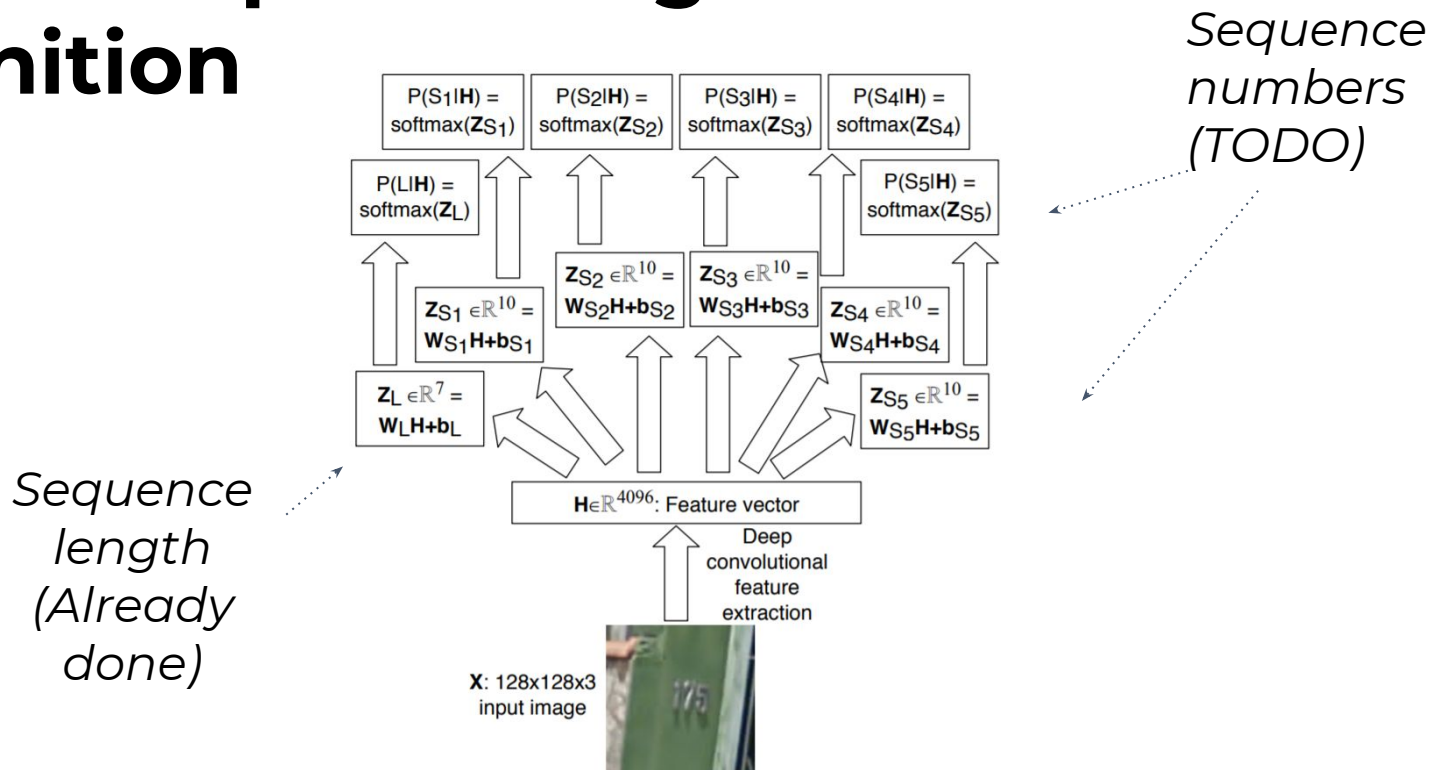 nition
Sequence
numbers
(TODO)
P(S1|H) =
softmax(ZS1)
P(S2|H) =
softmax(ZS2)
P(S3|H) =
softmax(ZS3)
P(S4|H) =
softmax(ZS4)
P(L|H) =
softmax(ZL)
P(S5|H) =
softmax(ZS5)
ZS1 ∈ℝ¹⁰ =
WS1H+bS1
ZS2 ∈ℝ¹⁰ =
WS2H+bS2
ZS3 ∈ℝ¹⁰ =
WS3H+bS3
ZS4 ∈ℝ¹⁰ =
WS4H+bS4
ZL ∈ℝ⁷ =
WLH+bL
ZS5 ∈ℝ¹⁰ =
WS5H+bS5
Sequence
length
(Already
done)
H∈ℝ⁴⁰⁹⁶: Feature vector
Deep
convolutional
feature
extraction
X: 128x128x3
input image
175